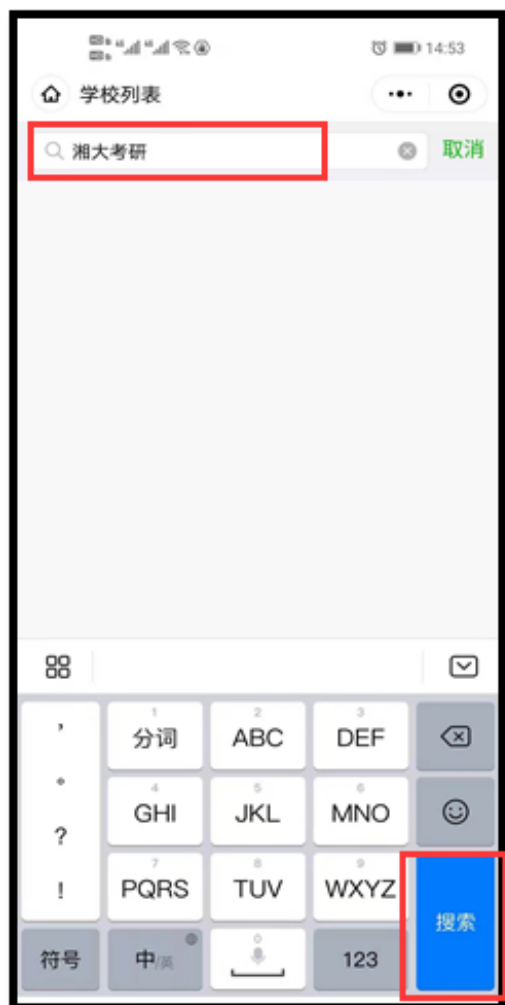 14:53
学校列表
湘大考研 取消
1 2 3
, 分词 ABC DEF
。
4 5 6
? GHI JKL MNO
7 8 9
! PQRS TUV WXYZ
搜索
符号 中/英 0 123